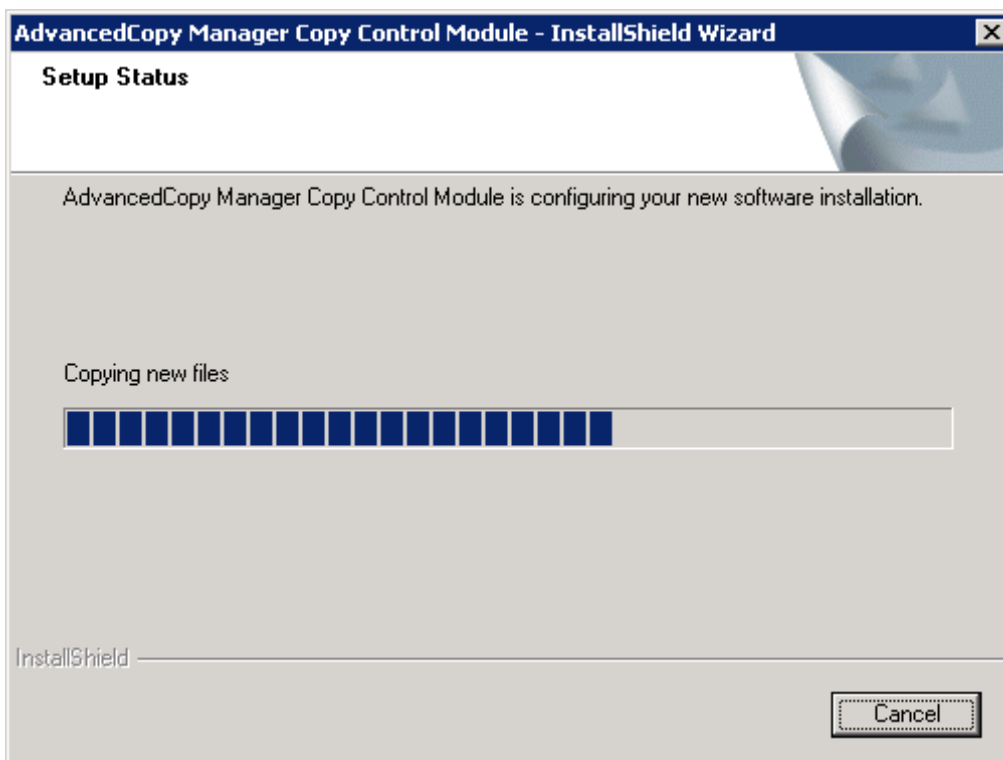 AdvancedCopy Manager Copy Control Module - InstallShield Wizard
Setup Status
AdvancedCopy Manager Copy Control Module is configuring your new software installation.
Copying new files
InstallShield
Cancel